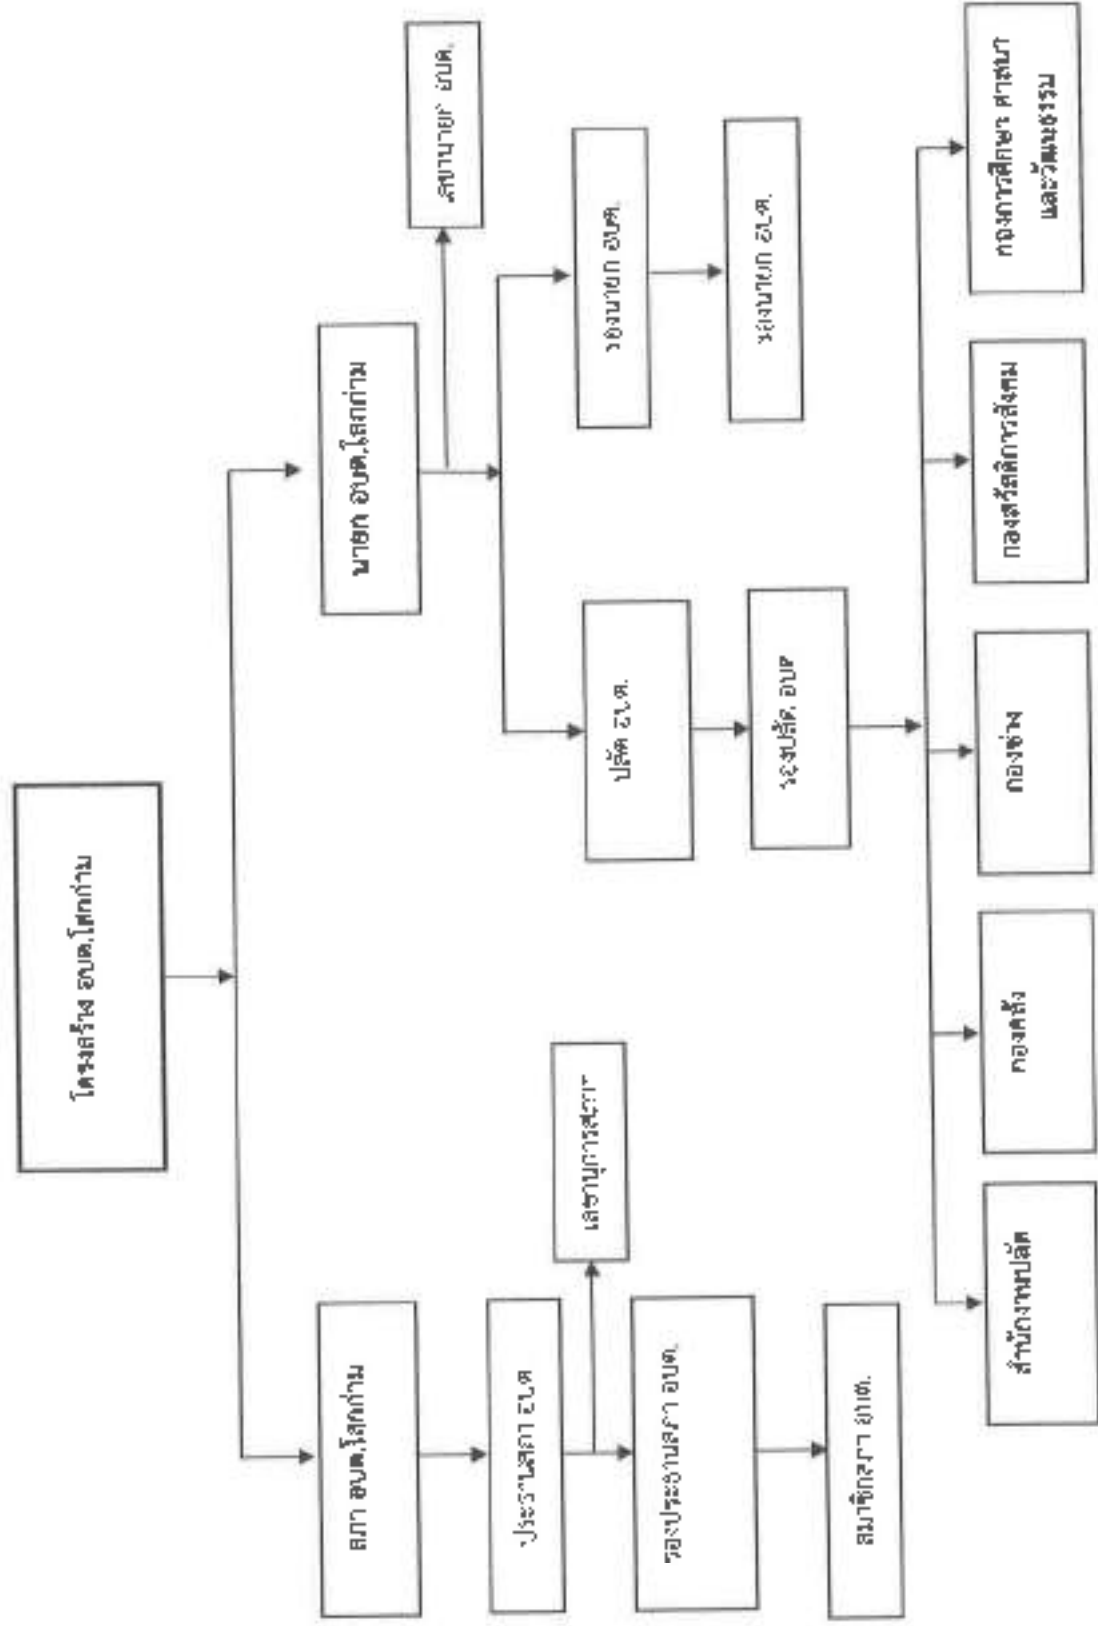 โครงสร้าง อบต.โสกก่าม
สภา อบต.โสกก่าม
นายก อบต.โสกก่าม
เลขานายก อบต.
ประธานสภา อบต
เลขานุการสภาฯ
รองประธานสภา อบต.
สมาชิกสภา อบต.
ปลัด อบต.
รองปลัด อบต
รองนายก อบต.
รองนายก อบต.
สำนักงานปลัด
กองคลัง
กองช่าง
กองสวัสดิการสังคม
กองการศึกษา ศาสนา
และวัฒนธรรม